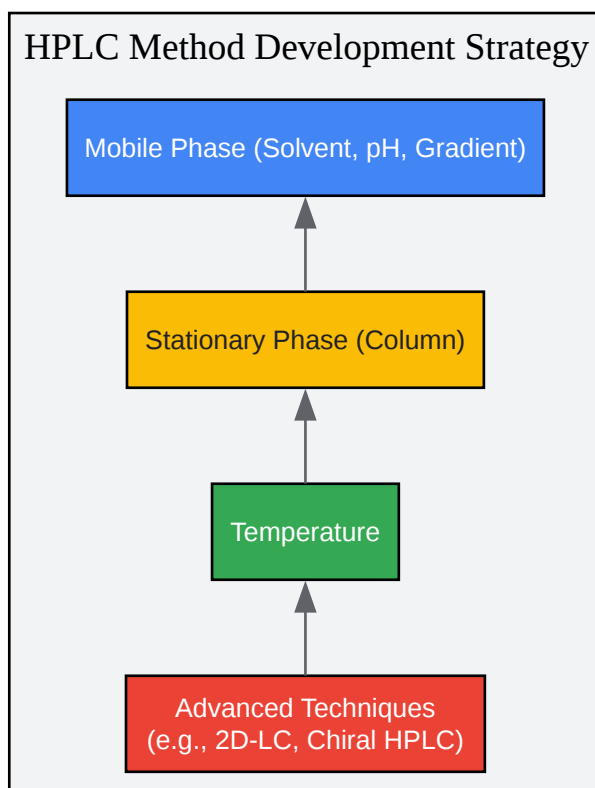 HPLC Method Development Strategy
Mobile Phase (Solvent, pH, Gradient)
Stationary Phase (Column)
Temperature
Advanced Techniques
(e.g., 2D-LC, Chiral HPLC)